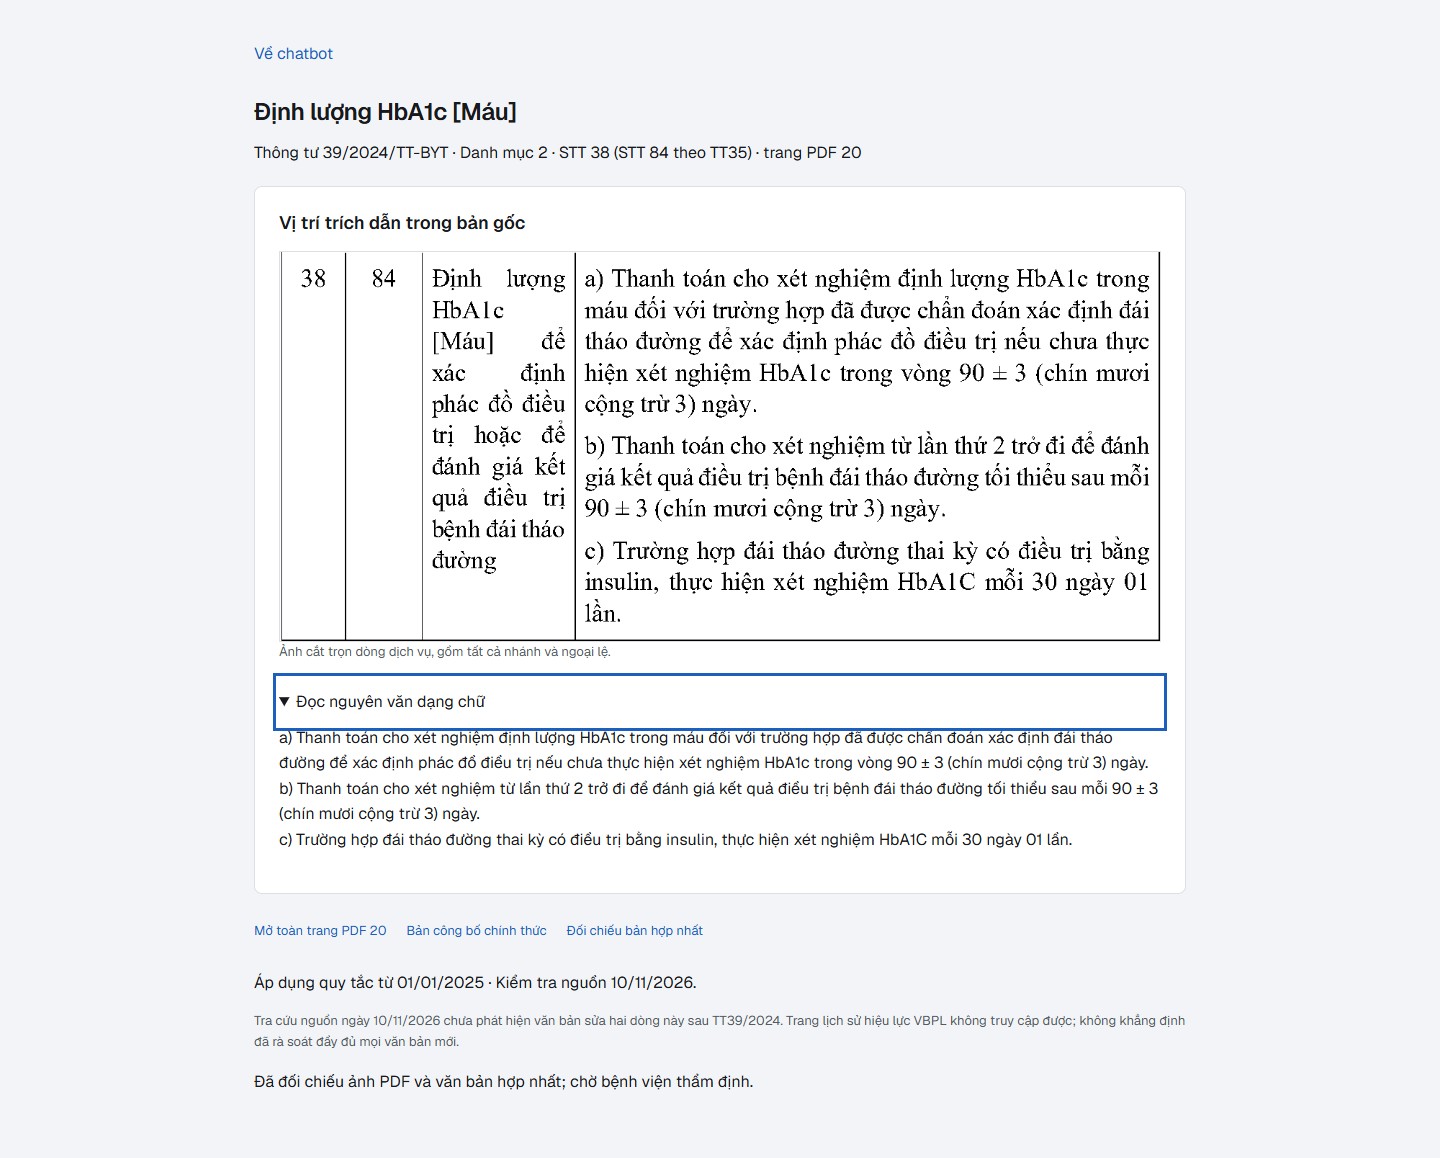 Về chatbot
Định lượng HbA1c [Máu]
Thông tư 39/2024/TT-BYT · Danh mục 2 · STT 38 (STT 84 theo TT35) · trang PDF 20
Vị trí trích dẫn trong bản gốc
38
84
Định lượng
HbA1c
[Máu] để
xác định
phác đồ điều
trị hoặc để
đánh giá kết
quả điều trị
bệnh đái tháo
đường
a) Thanh toán cho xét nghiệm định lượng HbA1c trong
máu đối với trường hợp đã được chẩn đoán xác định đái
tháo đường để xác định phác đồ điều trị nếu chưa thực
hiện xét nghiệm HbA1c trong vòng 90 ± 3 (chín mươi
cộng trừ 3) ngày.
b) Thanh toán cho xét nghiệm từ lần thứ 2 trở đi để đánh
giá kết quả điều trị bệnh đái tháo đường tối thiểu sau mỗi
90 ± 3 (chín mươi cộng trừ 3) ngày.
c) Trường hợp đái tháo đường thai kỳ có điều trị bằng
insulin, thực hiện xét nghiệm HbA1C mỗi 30 ngày 01
lần.
Ảnh cắt trọn dòng dịch vụ, gồm tất cả nhánh và ngoại lệ.
▼ Đọc nguyên văn dạng chữ
a) Thanh toán cho xét nghiệm định lượng HbA1c trong máu đối với trường hợp đã được chẩn đoán xác định đái tháo
đường để xác định phác đồ điều trị nếu chưa thực hiện xét nghiệm HbA1c trong vòng 90 ± 3 (chín mươi cộng trừ 3) ngày.
b) Thanh toán cho xét nghiệm từ lần thứ 2 trở đi để đánh giá kết quả điều trị bệnh đái tháo đường tối thiểu sau mỗi 90 ± 3
(chín mươi cộng trừ 3) ngày.
c) Trường hợp đái tháo đường thai kỳ có điều trị bằng insulin, thực hiện xét nghiệm HbA1C mỗi 30 ngày 01 lần.
Mở toàn trang PDF 20 Bản công bố chính thức Đối chiếu bản hợp nhất
Áp dụng quy tắc từ 01/01/2025 · Kiểm tra nguồn 10/11/2026.
Tra cứu nguồn ngày 10/11/2026 chưa phát hiện văn bản sửa hai dòng này sau TT39/2024. Trang lịch sử hiệu lực VBPL không truy cập được; không khẳng định
đã rà soát đầy đủ mọi văn bản mới.
Đã đối chiếu ảnh PDF và văn bản hợp nhất; chờ bệnh viện thẩm định.